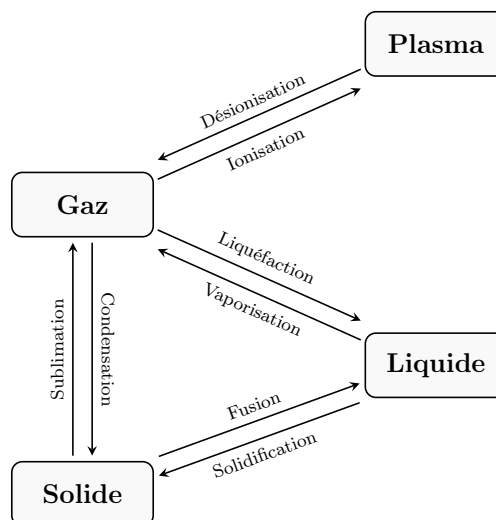 Plasma
Désionisation
Ionisation
Gaz
Liquéfaction
Vaporisation
Sublimation
Condensation
Liquide
Fusion
Solidification
Solide